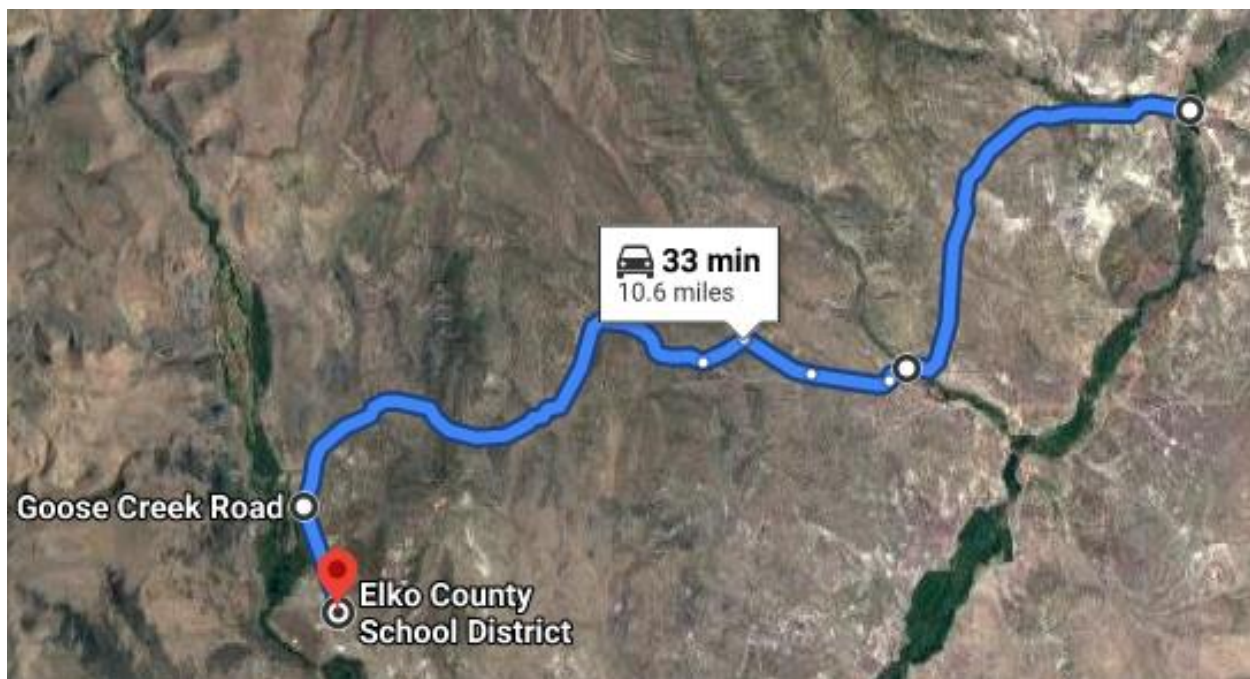 33 min
10.6 miles
Goose Creek Road
Elko County
School District